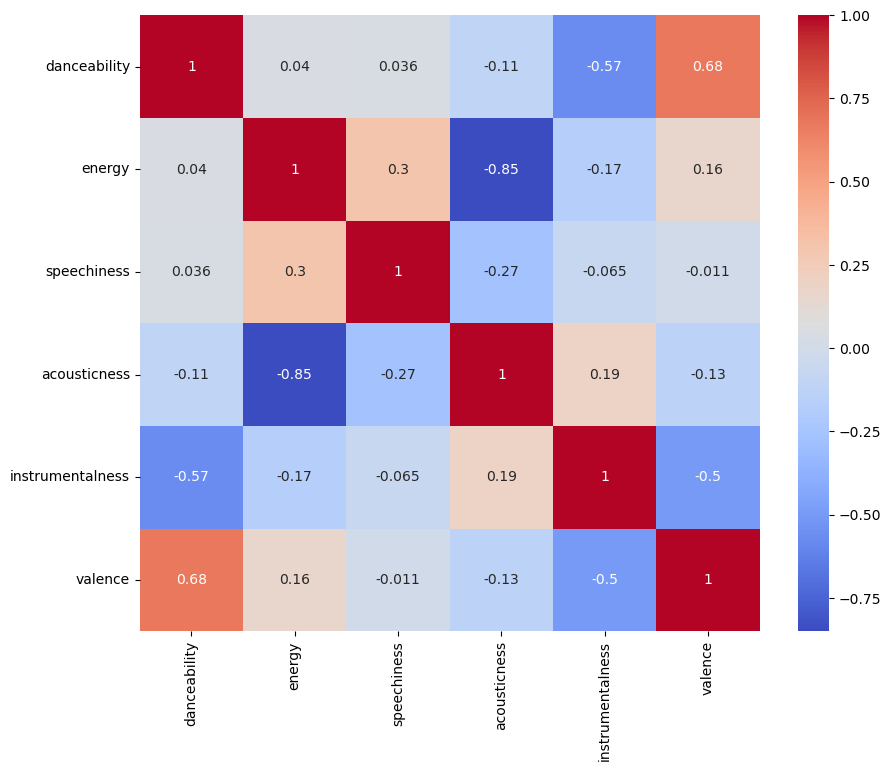 danceability 1 0.04 0.036 -0.11 -0.57 0.68
energy 0.04 1 0.3 -0.85 -0.17 0.16
speechiness 0.036 0.3 1 -0.27 -0.065 -0.011
acousticness -0.11 -0.85 -0.27 1 0.19 -0.13
instrumentalness -0.57 -0.17 -0.065 0.19 1 -0.5
valence 0.68 0.16 -0.011 -0.13 -0.5 1
danceability
energy
speechiness
acousticness
instrumentalness
valence
1.00
0.75
0.50
0.25
0.00
−0.25
−0.50
−0.75